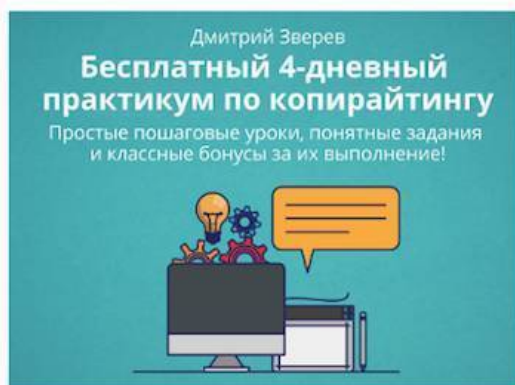 Дмитрий Зверев
Бесплатный 4-дневный
практикум по копирайтингу
Простые пошаговые уроки, понятные задания
и классные бонусы за их выполнение!